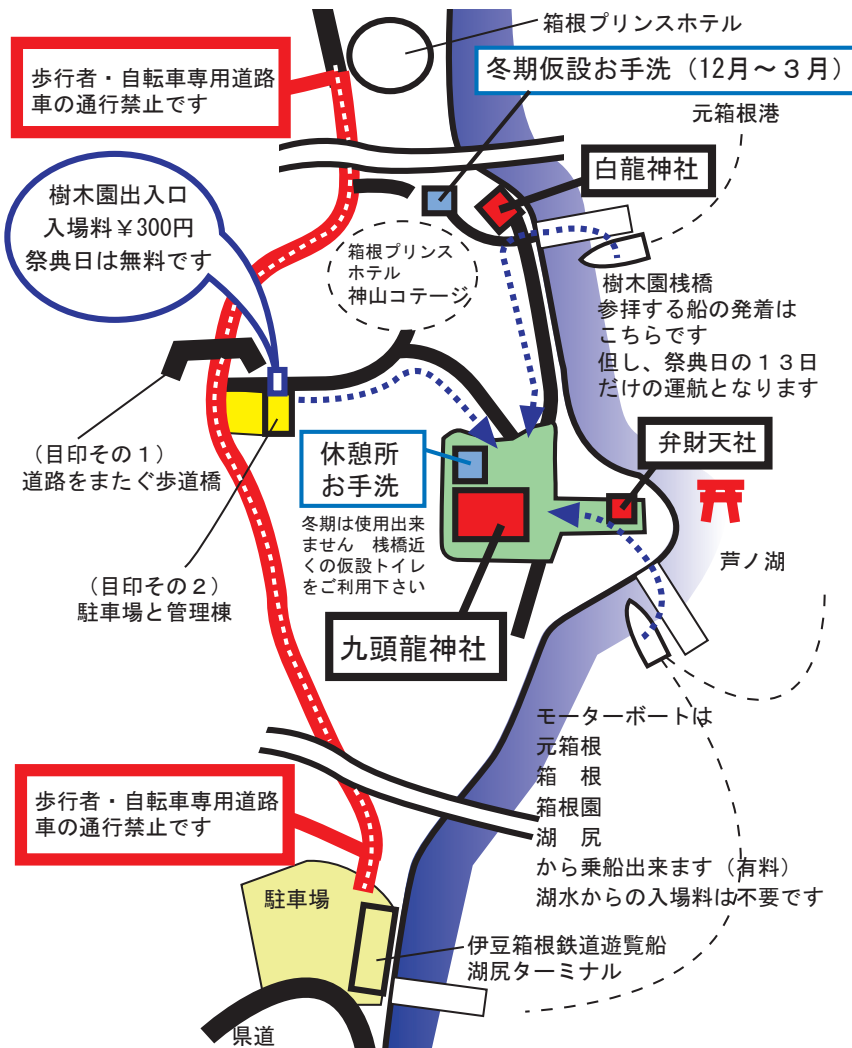 箱根プリンスホテル
歩行者・自転車専用道路
車の通行禁止です
冬期仮設お手洗（12月～３月）
元箱根港
白龍神社
樹木園出入口
入場料￥300円
祭典日は無料です
箱根プリンス
ホテル
神山コテージ
樹木園桟橋
参拝する船の発着は
こちらです
但し、祭典日の１３日
だけの運航となります
（目印その１）
道路をまたぐ歩道橋
休憩所
お手洗
弁財天社
冬期は使用出来
ません　桟橋近
くの仮設トイレ
をご利用下さい
芦ノ湖
（目印その２）
駐車場と管理棟
九頭龍神社
モーターボートは
元箱根
箱　根
箱根園
湖　尻
から乗船出来ます（有料）
湖水からの入場料は不要です
歩行者・自転車専用道路
車の通行禁止です
駐車場
伊豆箱根鉄道遊覧船
湖尻ターミナル
県道